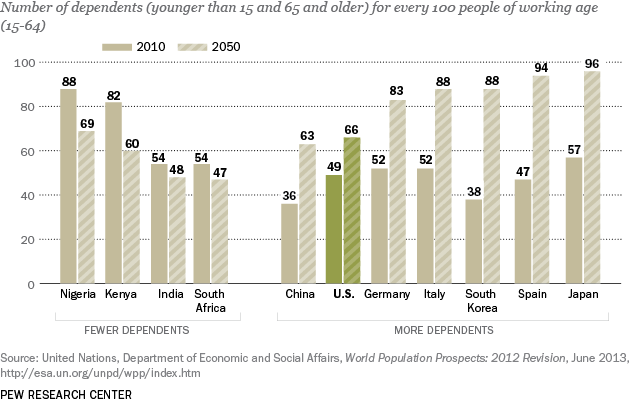 Number of dependents (younger than 15 and 65 and older) for every 100 people of working age
(15-64)
2010 2050
100
80
60
40
20
0
88 69 82 60 54 48 54 47 36 63 49 66 52 83 52 88 38 88 47 94 57 96
Nigeria Kenya India South Africa China U.S. Germany Italy South Korea Spain Japan
FEWER DEPENDENTS MORE DEPENDENTS
Source: United Nations, Department of Economic and Social Affairs, World Population Prospects: 2012 Revision, June 2013,
http://esa.un.org/unpd/wpp/index.htm
PEW RESEARCH CENTER